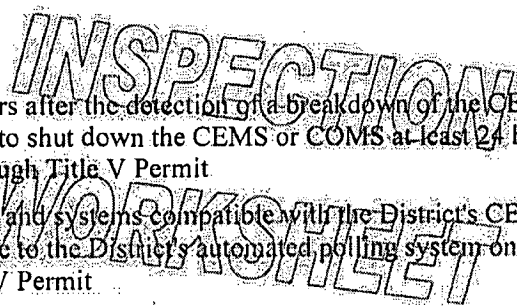 INSPECTION
rs after the detection of a breakdown of the CE
to shut down the CEMS or COMS at least 24 h
ugh Title V Permit
WORKSHEET
and systems compatible with the District's CE
e to the District's automated polling system on
V Permit